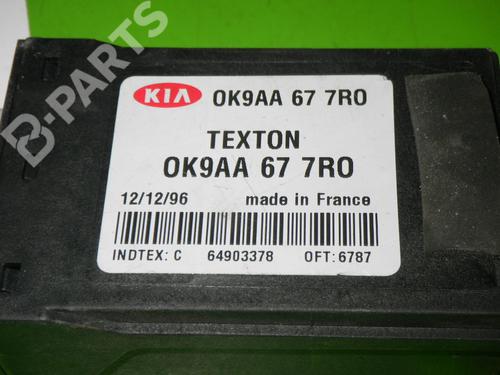 B-PARTS
KIA OK9AA 67 7RO
TEXTON
OK9AA 67 7RO
12/12/96 made in France
INDTEX: C 64903378 OFT: 6787
B-PARTS